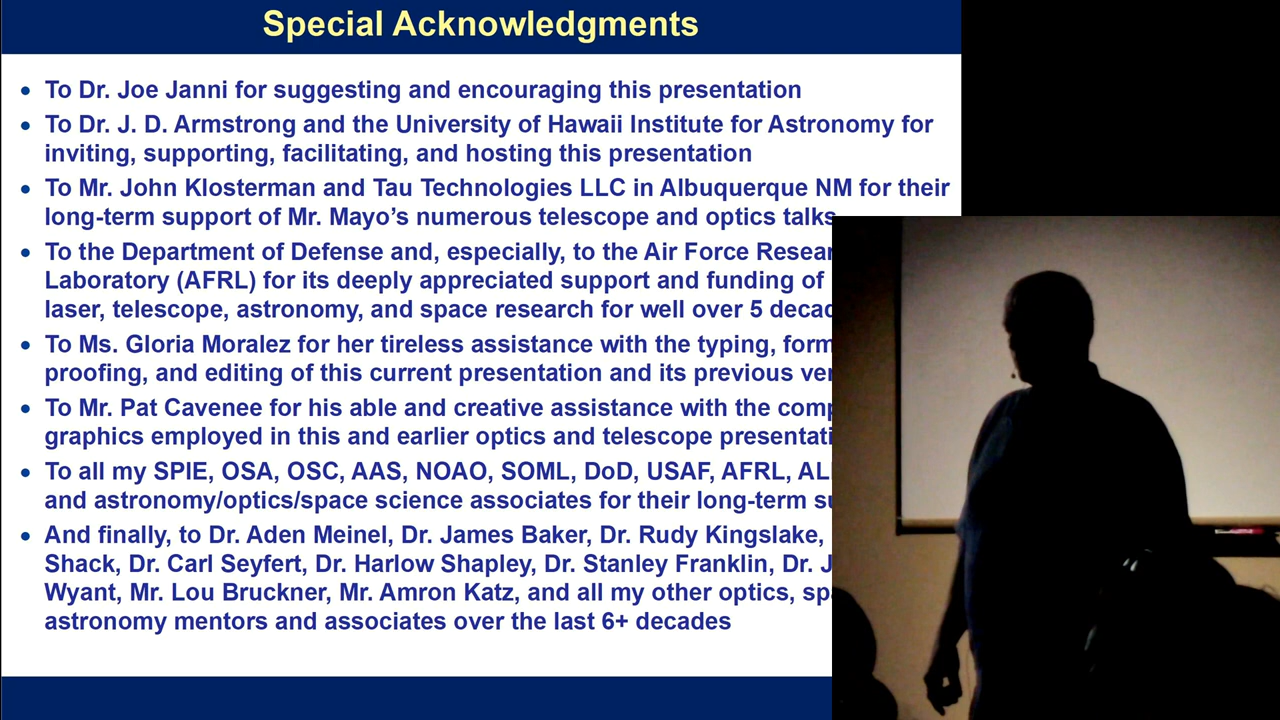 Special Acknowledgments
• To Dr. Joe Janni for suggesting and encouraging this presentation
• To Dr. J. D. Armstrong and the University of Hawaii Institute for Astronomy for
inviting, supporting, facilitating, and hosting this presentation
• To Mr. John Klosterman and Tau Technologies LLC in Albuquerque NM for their
long-term support of Mr. Mayo’s numerous telescope and optics talks
• To the Department of Defense and, especially, to the Air Force
Laboratory (AFRL) for its deeply appreciated support and funding of
laser, telescope, astronomy, and space research for well over 5
• To Ms. Gloria Moralez for her tireless assistance with the typing,
proofing, and editing of this current presentation and its previous
• To Mr. Pat Cavenee for his able and creative assistance with the
graphics employed in this and earlier optics and telescope
• To all my SPIE, OSA, OSC, AAS, NOAO, SOML, DoD, USAF, AFRL,
and astronomy/optics/space science associates for their long-term
• And finally, to Dr. Aden Meinel, Dr. James Baker, Dr. Rudy Kingslake,
Shack, Dr. Carl Seyfert, Dr. Harlow Shapley, Dr. Stanley Franklin, Dr.
Wyant, Mr. Lou Bruckner, Mr. Amron Katz, and all my other optics,
astronomy mentors and associates over the last 6+ decades